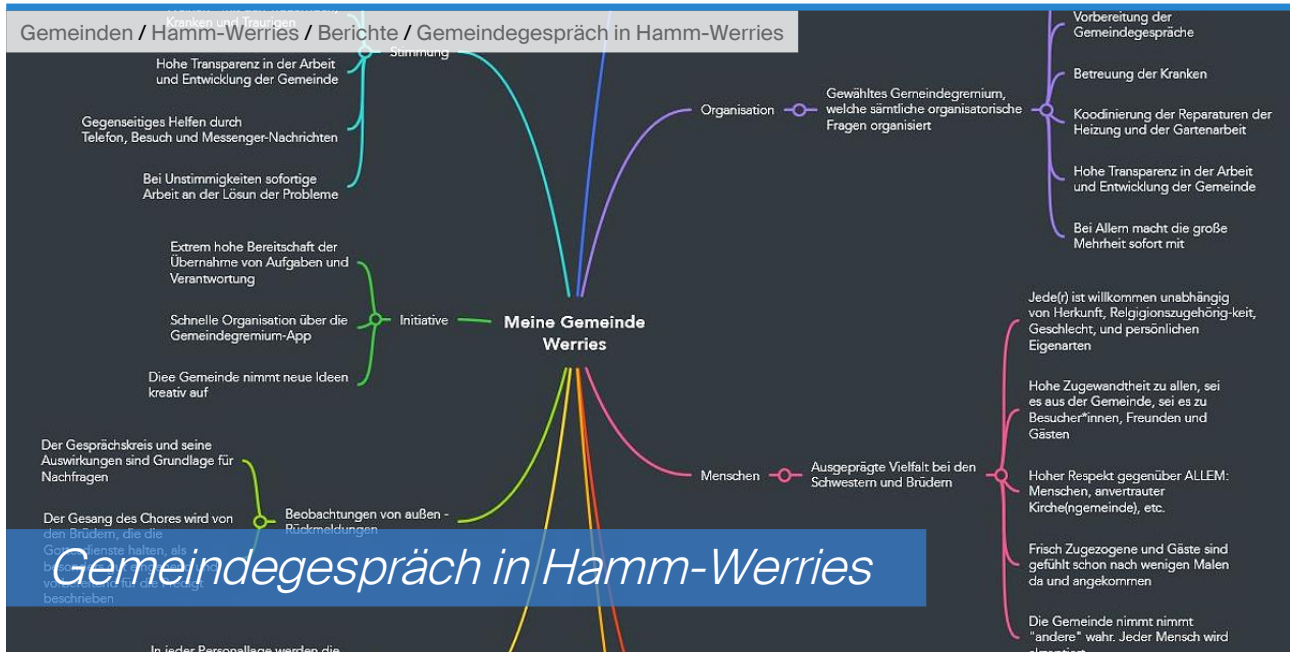 Gemeinden / Hamm-Werries / Berichte / Gemeindegespräch in Hamm-Werries
Kranken und Traurigen
Stimmung
Hohe Transparenz in der Arbeit
und Entwicklung der Gemeinde
Gegenseitiges Helfen durch
Telefon, Besuch und Messenger-Nachrichten
Bei Unstimmigkeiten sofortige
Arbeit an der Lösun der Probleme
Extrem hohe Bereitschaft der
Übernahme von Aufgaben und
Verantwortung
Schnelle Organisation über die
Gemeindegremium-App
Diee Gemeinde nimmt neue Ideen
kreativ auf
Initiative
Meine Gemeinde
Werries
Der Gesprächskreis und seine
Auswirkungen sind Grundlage für
Nachfragen
Der Gesang des Chores wird von
den Brüdern, die die
Gottesdienste halten, als
beschrieben
Beobachtungen von außen -
Rückmeldungen
In jeder Personallage werden die
Organisation
Gewähltes Gemeindegremium,
welche sämtliche organisatorische
Fragen organisiert
Vorbereitung der
Gemeindegespräche
Betreuung der Kranken
Koodinierung der Reparaturen der
Heizung und der Gartenarbeit
Hohe Transparenz in der Arbeit
und Entwicklung der Gemeinde
Bei Allem macht die große
Mehrheit sofort mit
Menschen
Ausgeprägte Vielfalt bei den
Schwestern und Brüdern
Jede(r) ist willkommen unabhängig
von Herkunft, Relgigionszugehörig-keit,
Geschlecht, und persönlichen
Eigenarten
Hohe Zugewandtheit zu allen, sei
es aus der Gemeinde, sei es zu
Besucher*innen, Freunden und
Gästen
Hoher Respekt gegenüber ALLEM:
Menschen, anvertrauter
Kirche(ngemeinde), etc.
Frisch Zugezogene und Gäste sind
gefühlt schon nach wenigen Malen
da und angekommen
Die Gemeinde nimmt nimmt
"andere" wahr. Jeder Mensch wird
Gemeindegespräch in Hamm-Werries